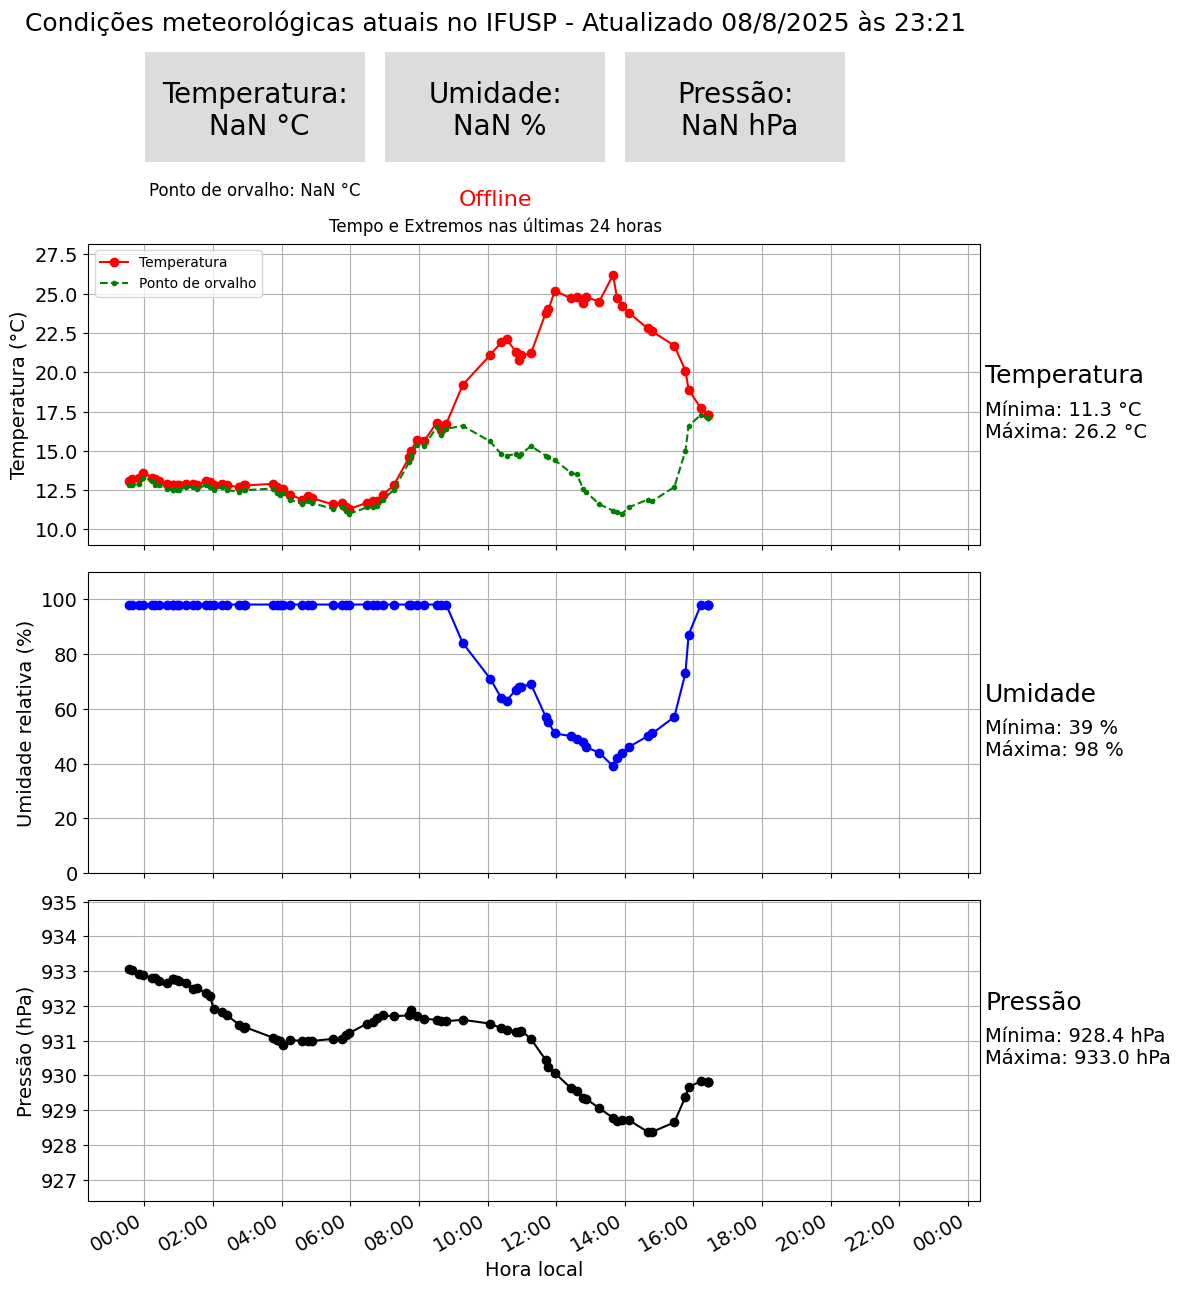 Condições meteorológicas atuais no IFUSP - Atualizado 08/8/2025 às 23:21
Temperatura:
NaN °C
Umidade:
NaN %
Pressão:
NaN hPa
Ponto de orvalho: NaN °C
Offline
Tempo e Extremos nas últimas 24 horas
Temperatura (°C)
27.5
25.0
22.5
20.0
17.5
15.0
12.5
10.0
Temperatura
Ponto de orvalho
Temperatura
Mínima: 11.3 °C
Máxima: 26.2 °C
Umidade relativa (%)
100
80
60
40
20
0
Umidade
Mínima: 39 %
Máxima: 98 %
Pressão (hPa)
935
934
933
932
931
930
929
928
927
Pressão
Mínima: 928.4 hPa
Máxima: 933.0 hPa
00:00 02:00 04:00 06:00 08:00 10:00 12:00 14:00 16:00 18:00 20:00 22:00 00:00
Hora local